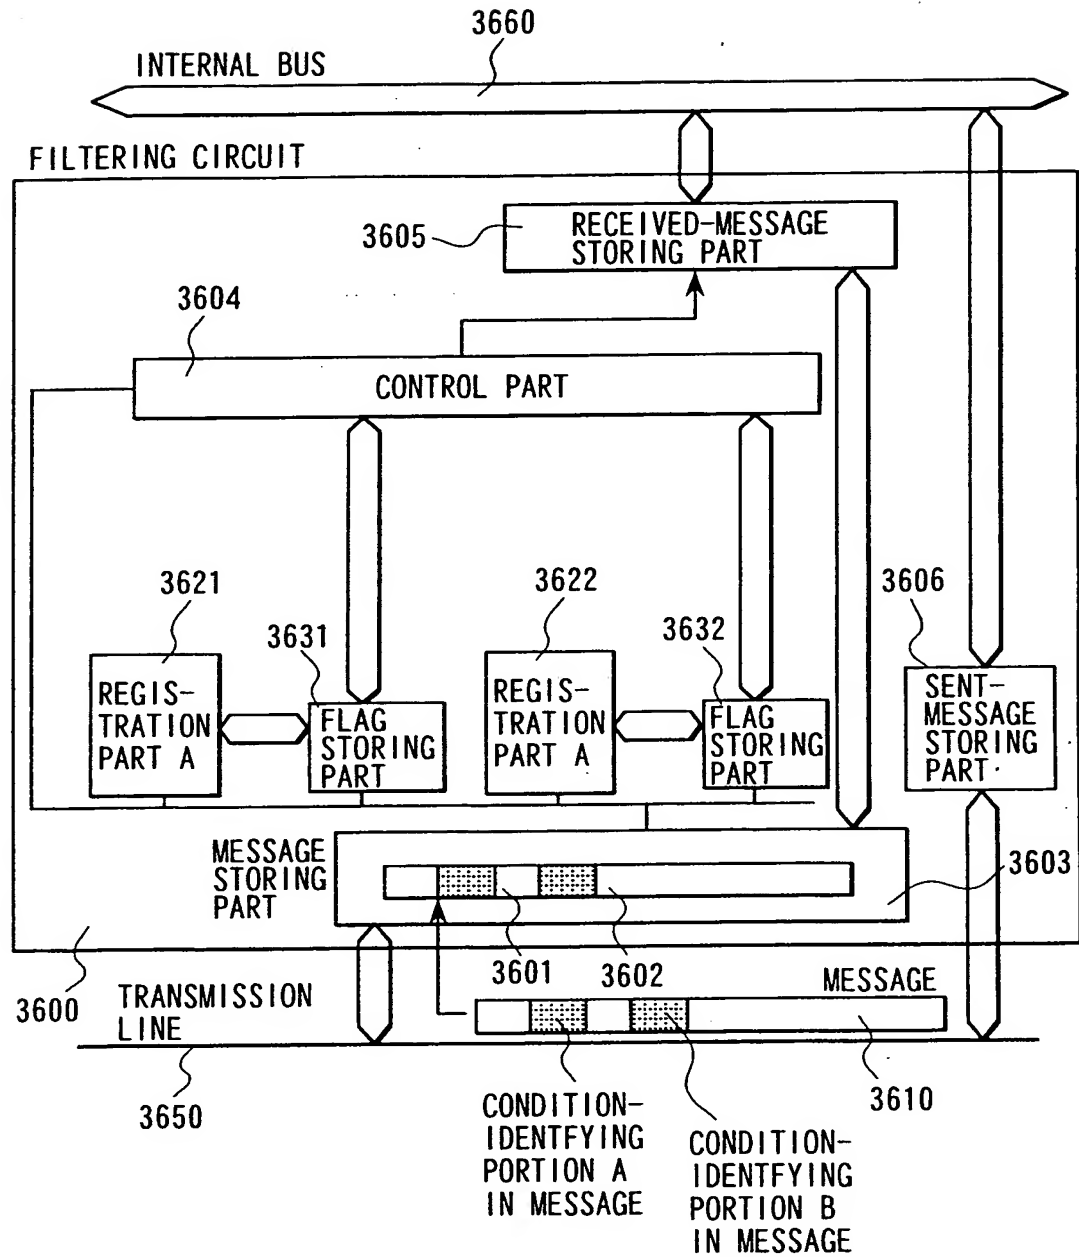 3660
INTERNAL BUS
FILTERING CIRCUIT
3605
RECEIVED-MESSAGE
STORING PART
3604
CONTROL PART
3621
3622
3606
3631
3632
REGIS-
TRATION
PART A
FLAG
STORING
PART
REGIS-
TRATION
PART A
FLAG
STORING
PART
SENT-
MESSAGE
STORING
PART
MESSAGE
STORING
PART
3603
3601
3602
3600
TRANSMISSION
LINE
MESSAGE
3650
3610
CONDITION-
IDENTFYING
PORTION A
IN MESSAGE
CONDITION-
IDENTFYING
PORTION B
IN MESSAGE